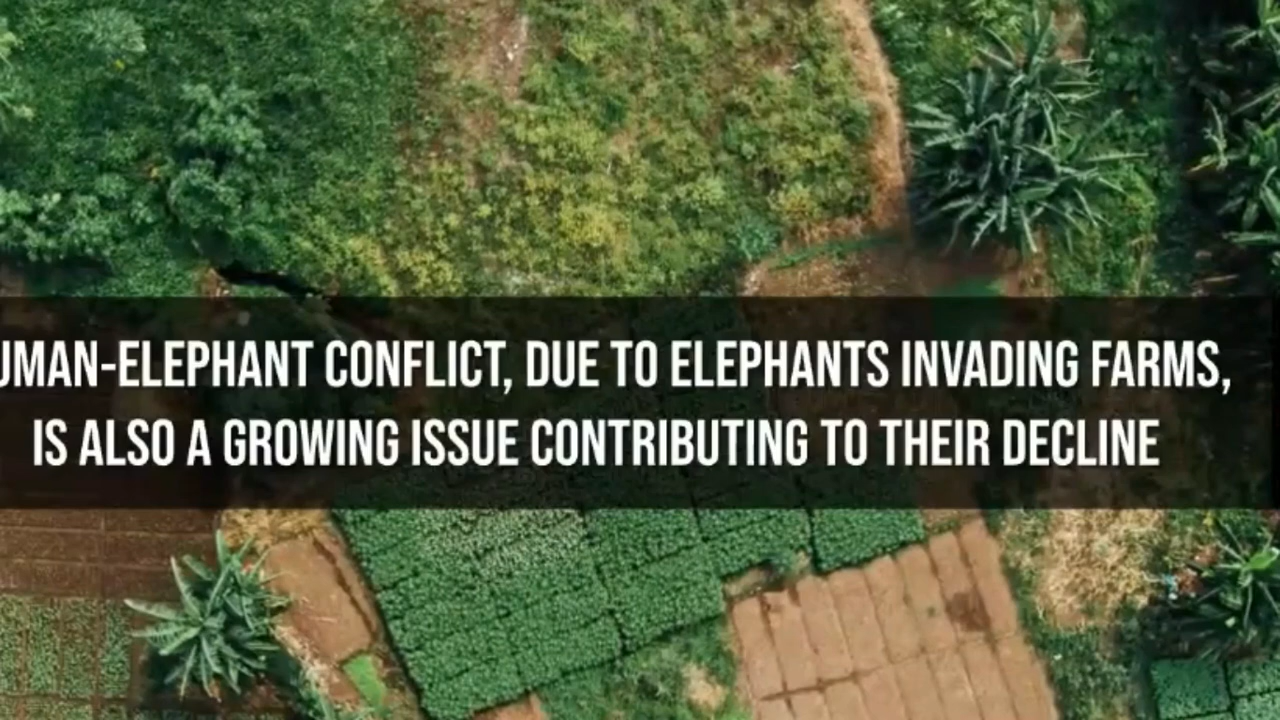 UMAN-ELEPHANT CONFLICT, DUE TO ELEPHANTS INVADING FARMS,
IS ALSO A GROWING ISSUE CONTRIBUTING TO THEIR DECLINE